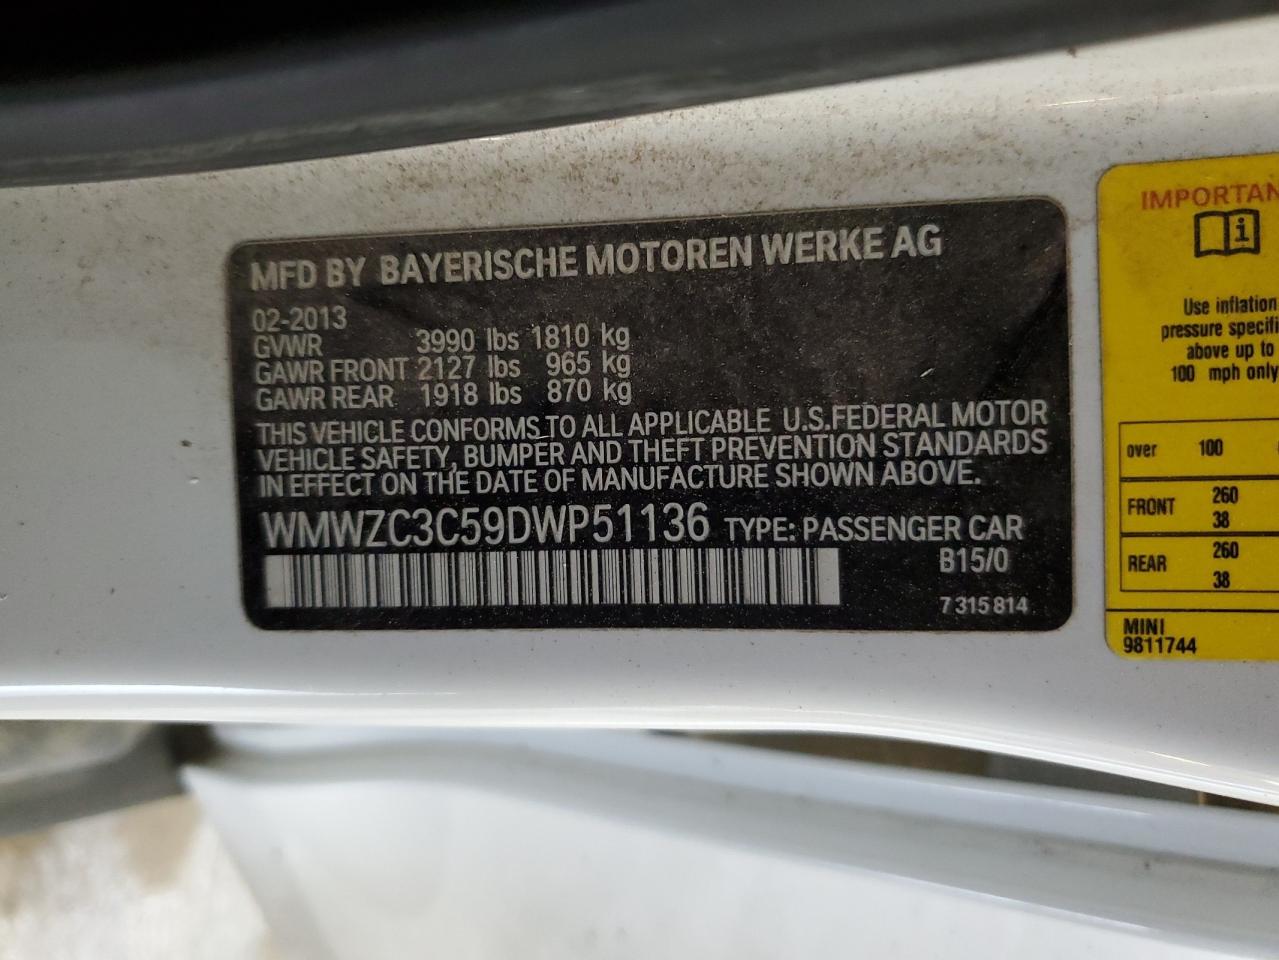 MFD BY BAYERISCHE MOTOREN WERKE AG
02-2013
GVWR 3990 lbs 1810 kg
GAWR FRONT 2127 lbs 965 kg
GAWR REAR 1918 lbs 870 kg
THIS VEHICLE CONFORMS TO ALL APPLICABLE U.S.FEDERAL MOTOR
VEHICLE SAFETY, BUMPER AND THEFT PREVENTION STANDARDS
IN EFFECT ON THE DATE OF MANUFACTURE SHOWN ABOVE.
WMWZC3C59DWP51136 TYPE: PASSENGER CAR
B15/0
7 315 814
IMPORTAN
Use inflation
pressure specifi
above up to
100 mph only
over 100
FRONT 260
38
REAR 260
38
MINI
9811744